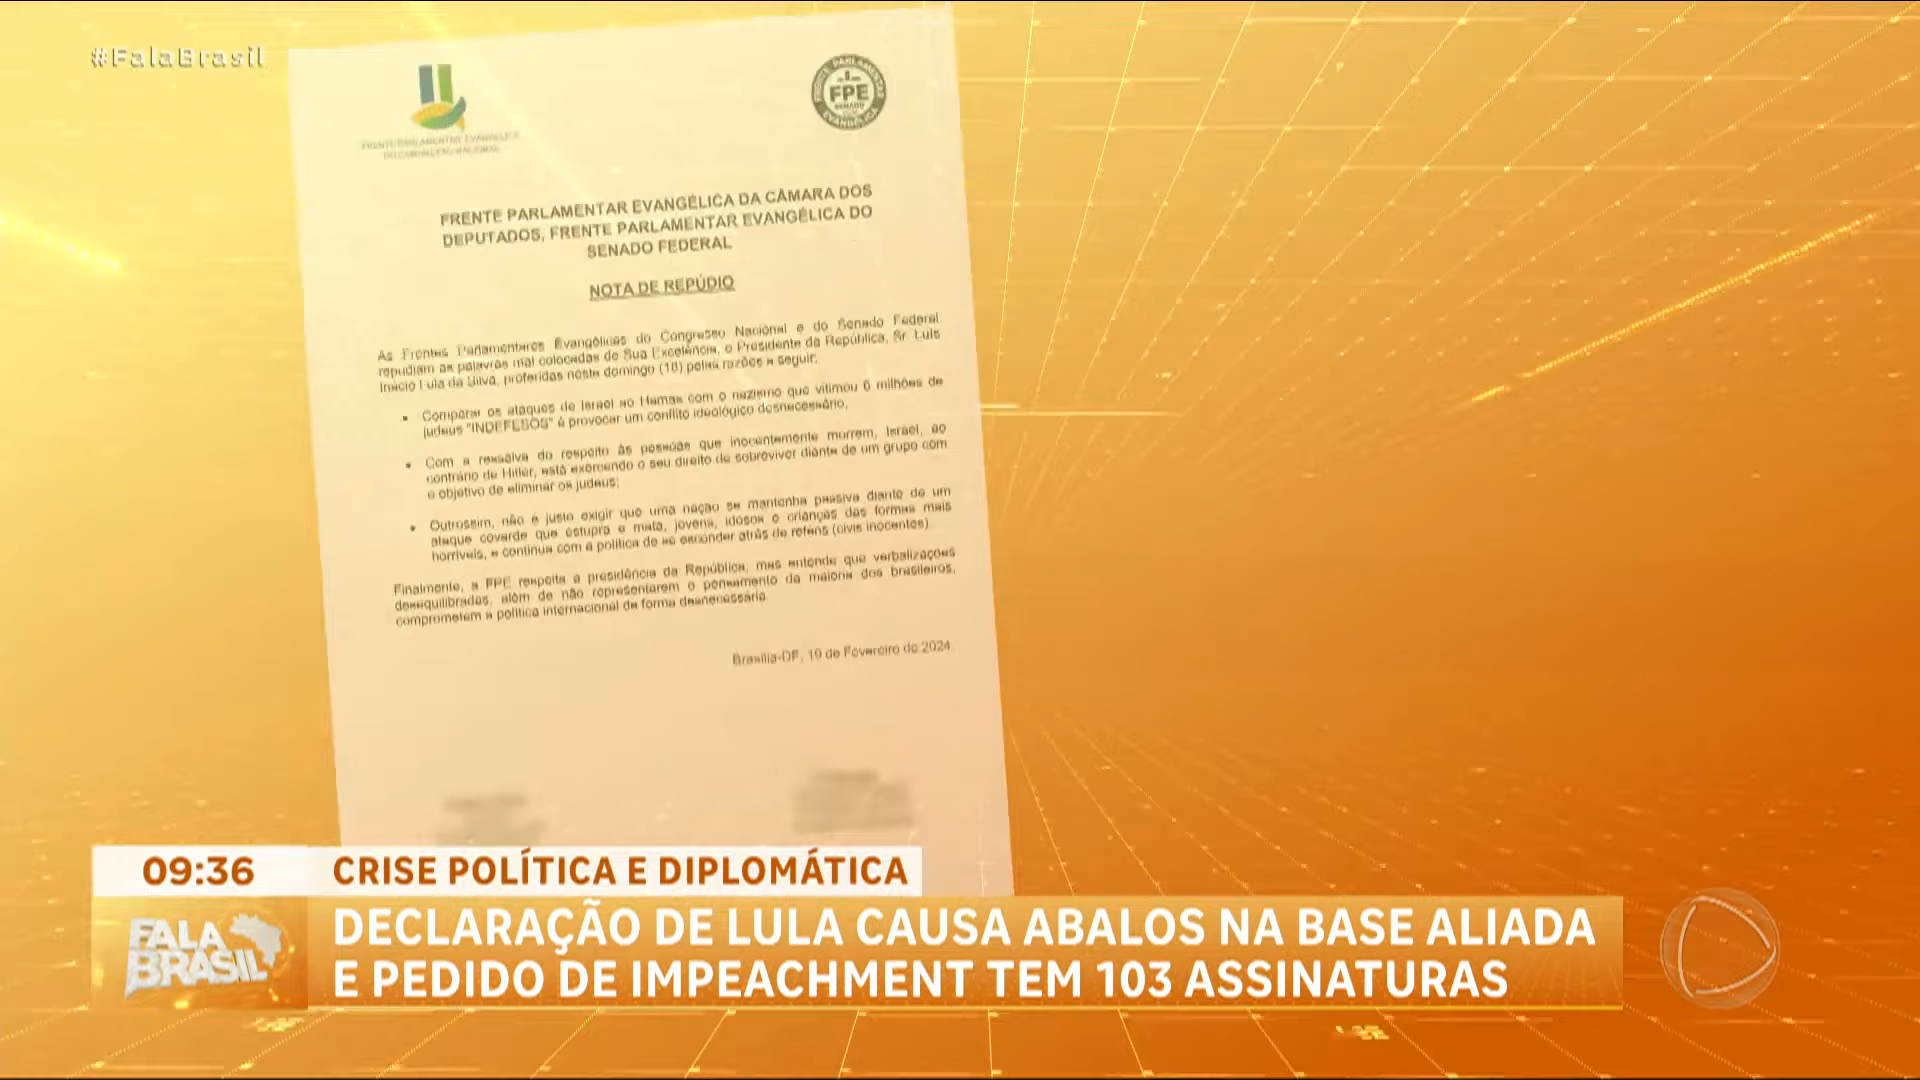 #FalaBrasil
FRENTE PARLAMENTAR EVANGÉLICA
DO CONGRESSO NACIONAL
FRENTE PARLAMENTAR
FPE
SENADO
EVANGÉLICA
FRENTE PARLAMENTAR EVANGÉLICA DA CÂMARA DOS
DEPUTADOS, FRENTE PARLAMENTAR EVANGÉLICA DO
SENADO FEDERAL
NOTA DE REPÚDIO
As Frentes Parlamentares Evangélicas do Congresso Nacional e do Senado Federal
repudiam as palavras mal colocadas de Sua Excelência, o Presidente da República, Sr. Luis
Inácio Lula da Silva, proferidas neste domingo (18) pelas razões a seguir:
• Comparar os ataques de Israel ao Hamas com o nazismo que vitimou 6 milhões de
judeus "INDEFESOS" é provocar um conflito ideológico desnecessário;
• Com a ressalva do respeito às pessoas que inocentemente morrem, Israel, ao
contrário de Hitler, está exercendo o seu direito de sobreviver diante de um grupo com
o objetivo de eliminar os judeus;
• Outrossim, não é justo exigir que uma nação se mantenha passiva diante de um
ataque covarde que estupra e mata, jovens, idosos e crianças das formas mais
horríveis, e continua com a política de se esconder atrás de reféns (civis inocentes).
Finalmente, a FPE respeita a presidência da República, mas entende que verbalizações
desequilibradas, além de não representarem o pensamento da maioria dos brasileiros,
comprometem a política internacional de forma desnecessária.
Brasília-DF, 19 de Fevereiro de 2024
09:36
CRISE POLÍTICA E DIPLOMÁTICA
FALA
BRASIL
DECLARAÇÃO DE LULA CAUSA ABALOS NA BASE ALIADA
E PEDIDO DE IMPEACHMENT TEM 103 ASSINATURAS